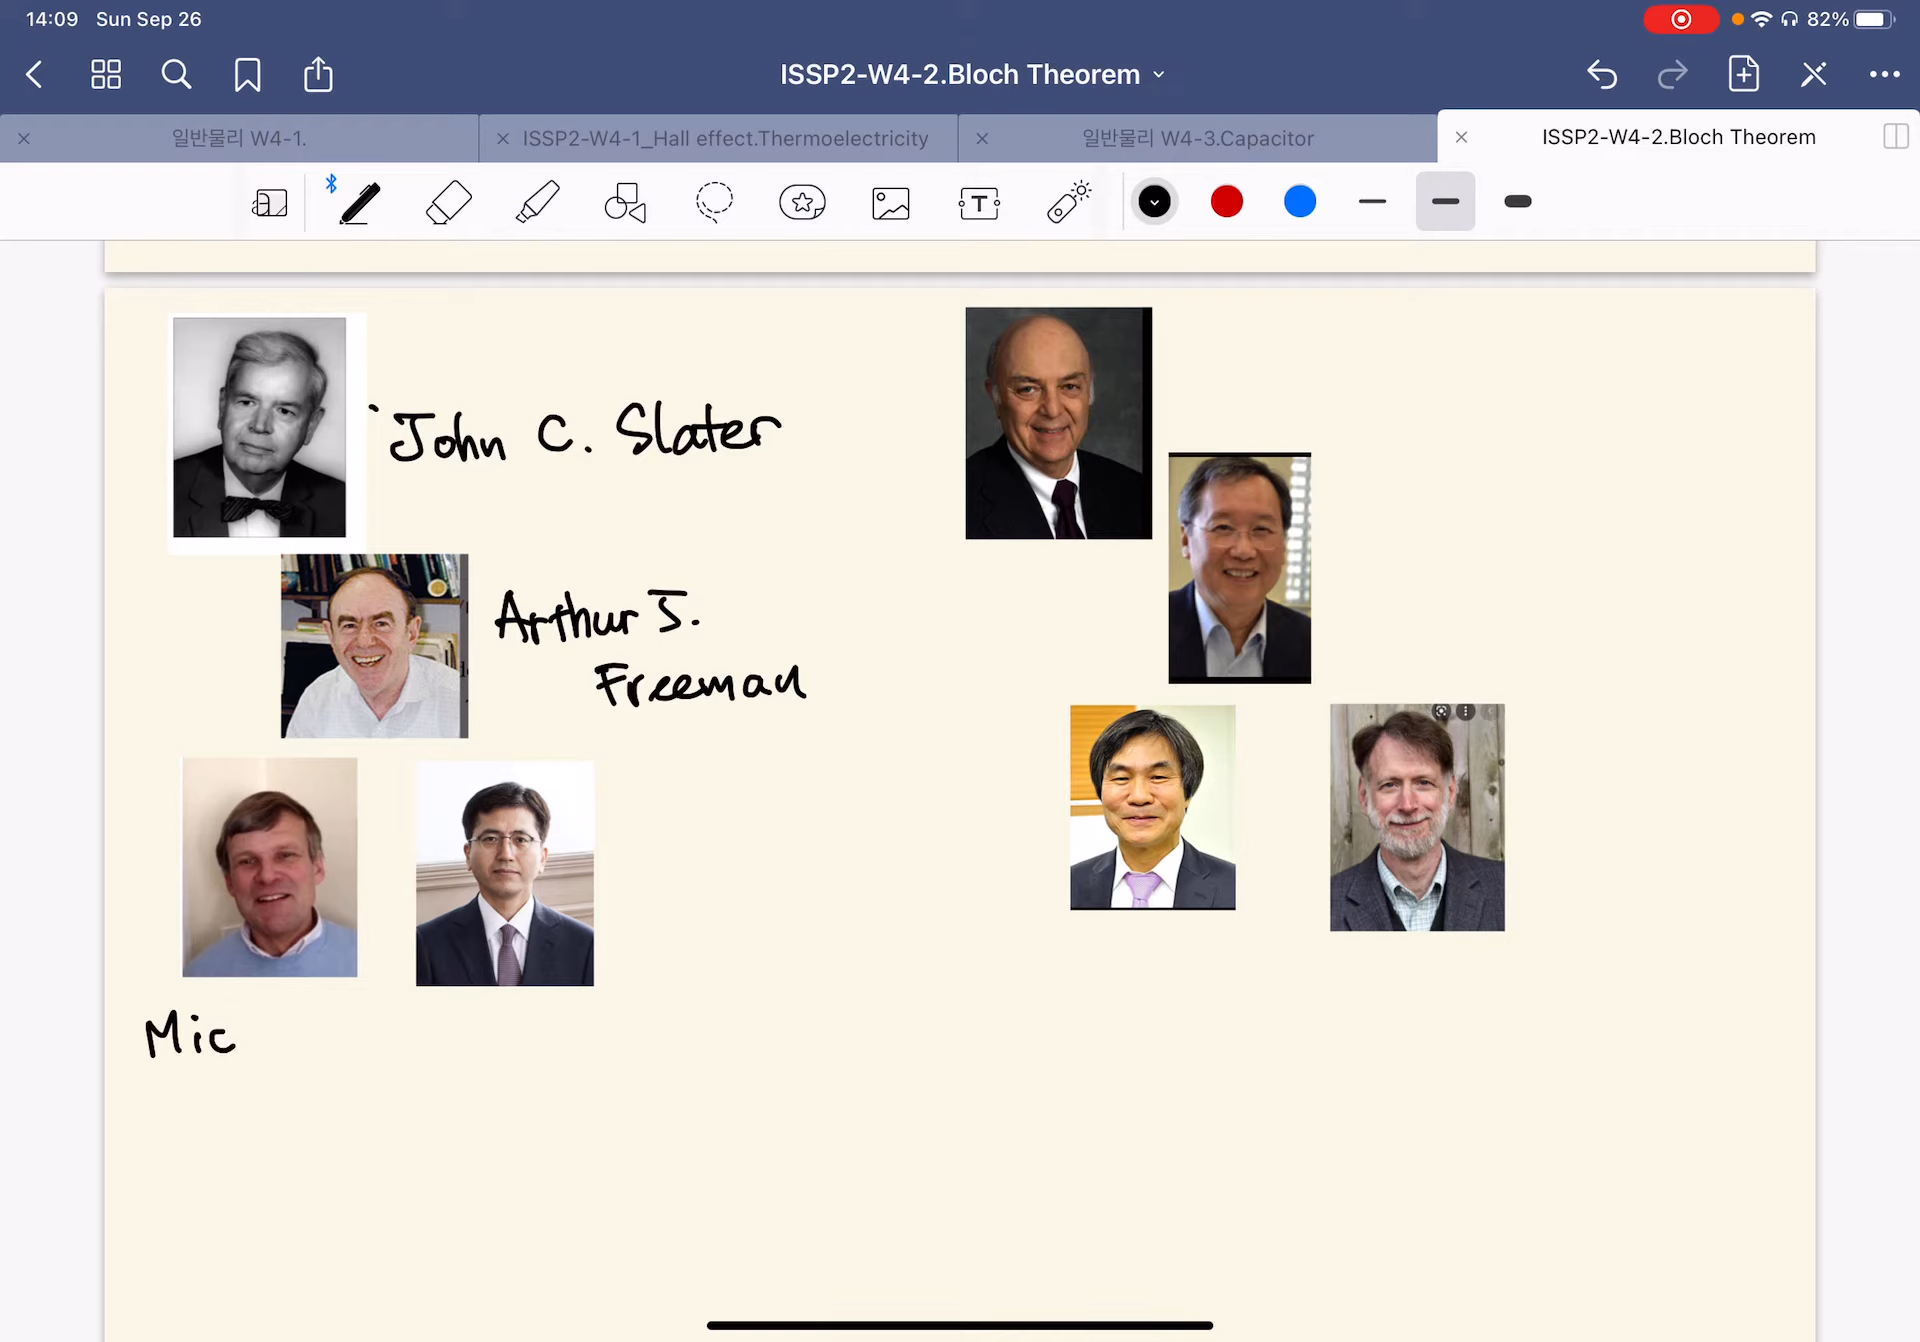 14:09 Sun Sep 26
82%
ISSP2-W4-2.Bloch Theorem
일반물리 W4-1.
ISSP2-W4-1_Hall effect.Thermoelectricity
일반물리 W4-3.Capacitor
ISSP2-W4-2.Bloch Theorem
John C. Slater
Arthur J.
Freeman
Mic